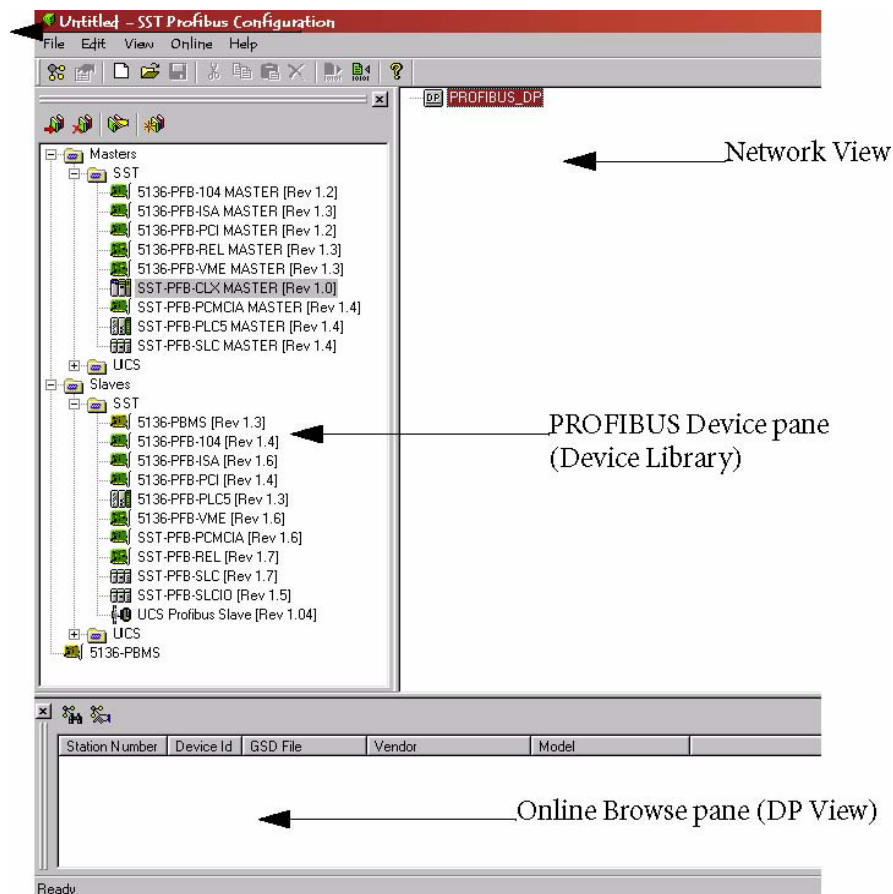 Untitled - SST Profibus Configuration
File Edit View Online Help
PROFIBUS_DP
DP
Network View
Masters
SST
5136-PFB-104 MASTER [Rev 1.2]
5136-PFB-ISA MASTER [Rev 1.3]
5136-PFB-PCI MASTER [Rev 1.2]
5136-PFB-REL MASTER [Rev 1.3]
5136-PFB-VME MASTER [Rev 1.3]
SST-PFB-CLX MASTER [Rev 1.0]
SST-PFB-PCMCIA MASTER [Rev 1.4]
SST-PFB-PLC5 MASTER [Rev 1.4]
SST-PFB-SLC MASTER [Rev 1.4]
UCS
Slaves
SST
5136-PBMS [Rev 1.3]
5136-PFB-104 [Rev 1.4]
5136-PFB-ISA [Rev 1.6]
5136-PFB-PCI [Rev 1.4]
5136-PFB-PLC5 [Rev 1.3]
5136-PFB-VME [Rev 1.6]
SST-PFB-PCMCIA [Rev 1.6]
SST-PFB-REL [Rev 1.7]
SST-PFB-SLC [Rev 1.7]
SST-PFB-SLCIO [Rev 1.5]
UCS Profibus Slave [Rev 1.04]
UCS
5136-PBMS
PROFIBUS Device pane
(Device Library)
Station Number Device Id GSD File Vendor Model
Online Browse pane (DP View)
Ready